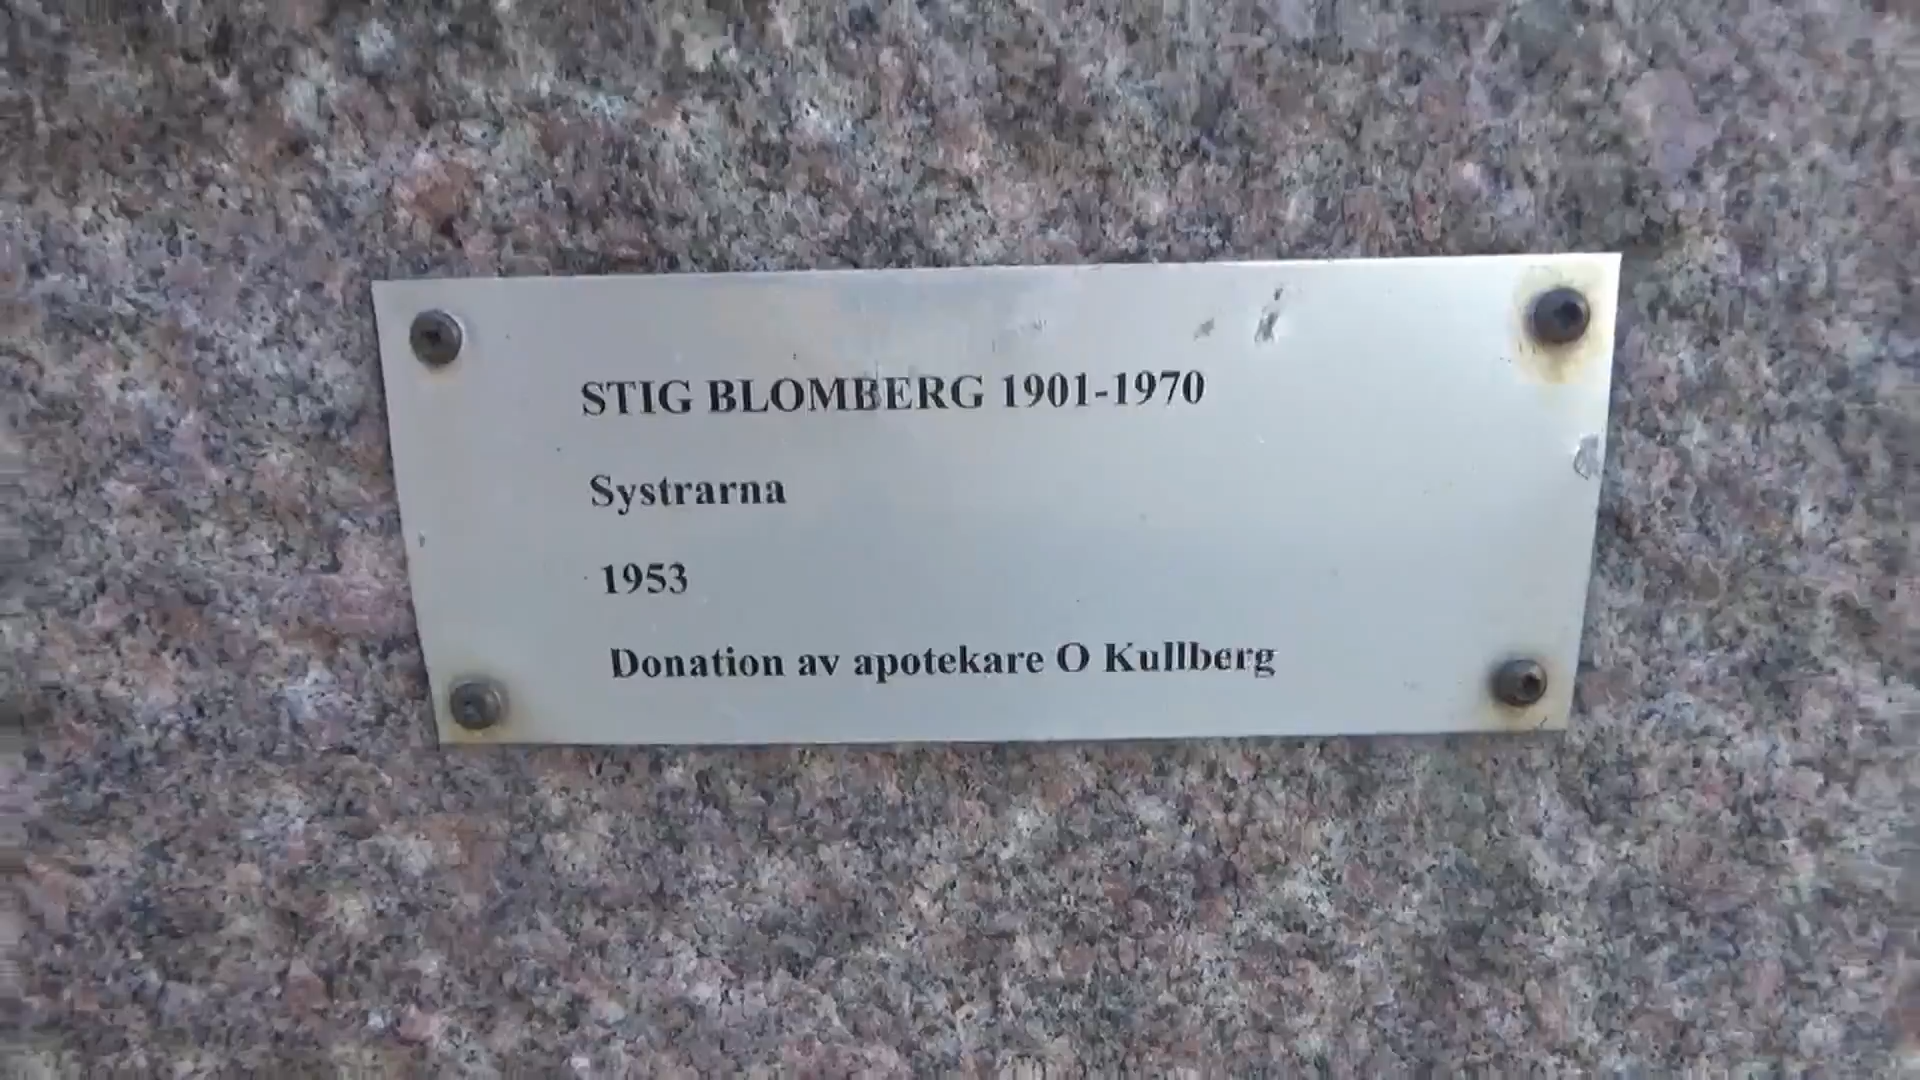 STIG BLOMBERG 1901-1970
Systrarna
1953
Donation av apotekare O Kullberg